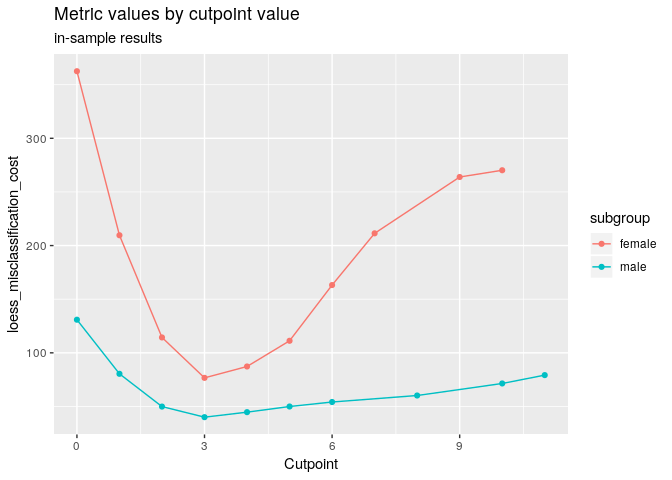 Metric values by cutpoint value
in-sample results
loess_misclassification_cost
300
200
100
0
3
6
9
Cutpoint
subgroup
female
male